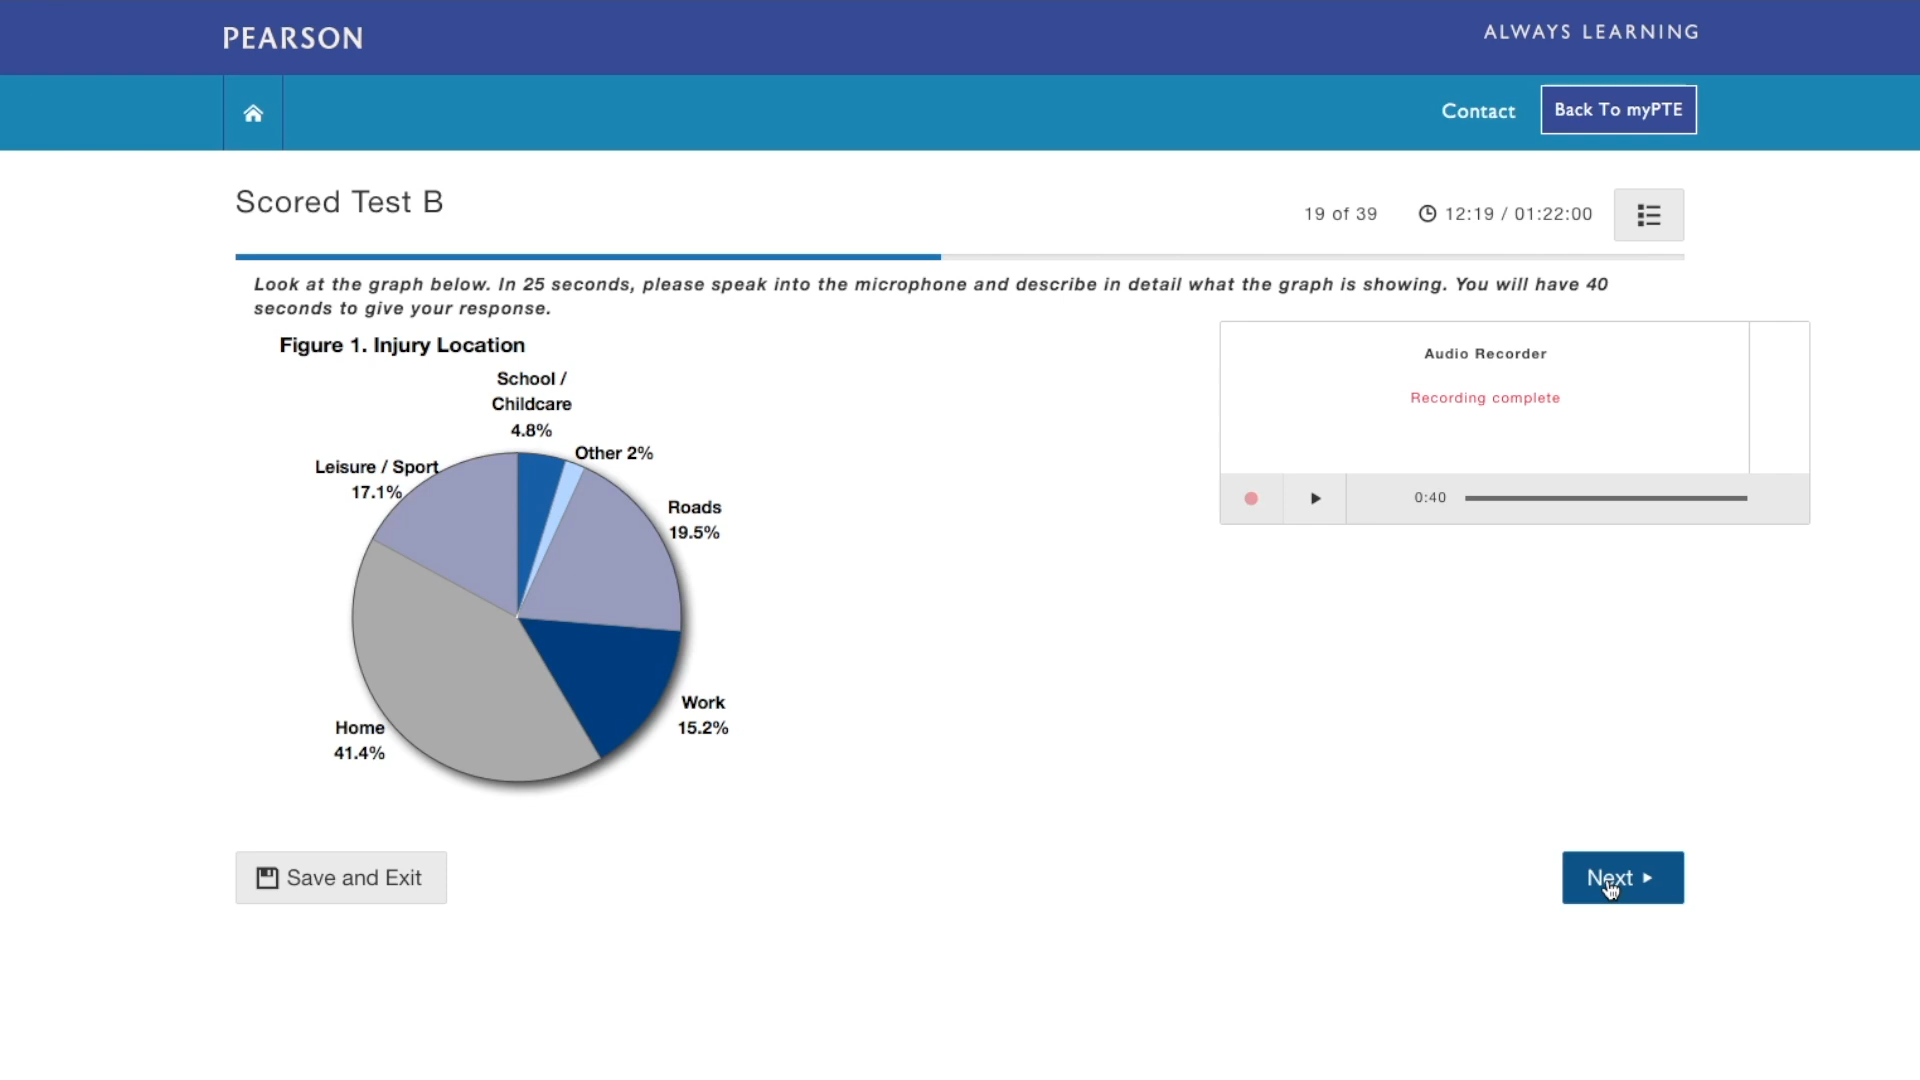 PEARSON
ALWAYS LEARNING
Contact
Back To myPTE
Scored Test B
19 of 39
12:19 / 01:22:00
Look at the graph below. In 25 seconds, please speak into the microphone and describe in detail what the graph is showing. You will have 40
seconds to give your response.
Figure 1. Injury Location
School /
Childcare
4.8%
Other 2%
Leisure / Sport
17.1%
Roads
19.5%
Work
15.2%
Home
41.4%
Audio Recorder
Recording complete
0:40
Save and Exit
Next